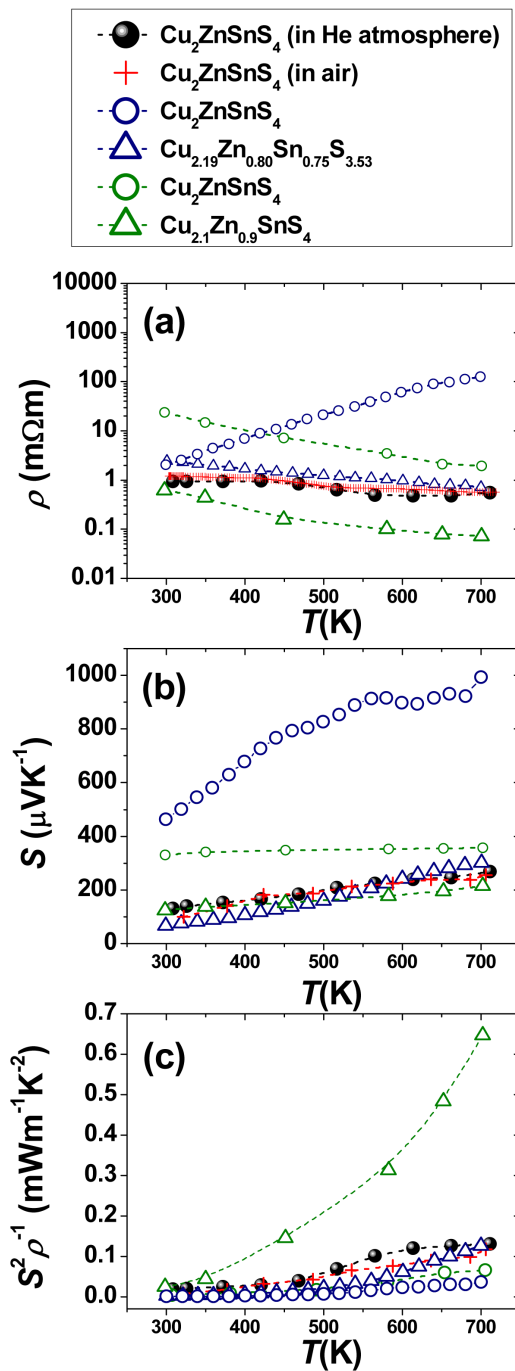 Cu₂ZnSnS₄ (in He atmosphere)
Cu₂ZnSnS₄ (in air)
Cu₂ZnSnS₄
Cu₂.₁₉Zn₀.₈₀Sn₀.₇₅S₃.₅₃
Cu₂ZnSnS₄
Cu₂.₁Zn₀.₉SnS₄
(a)
10000
1000
100
10
1
0.1
0.01
ρ (mΩm)
300 400 500 600 700
T(K)
(b)
1000
800
600
400
200
0
S (μVK⁻¹)
300 400 500 600 700
T(K)
(c)
0.7
0.6
0.5
0.4
0.3
0.2
0.1
0.0
S²ρ⁻¹ (mWm⁻¹K⁻²)
300 400 500 600 700
T(K)